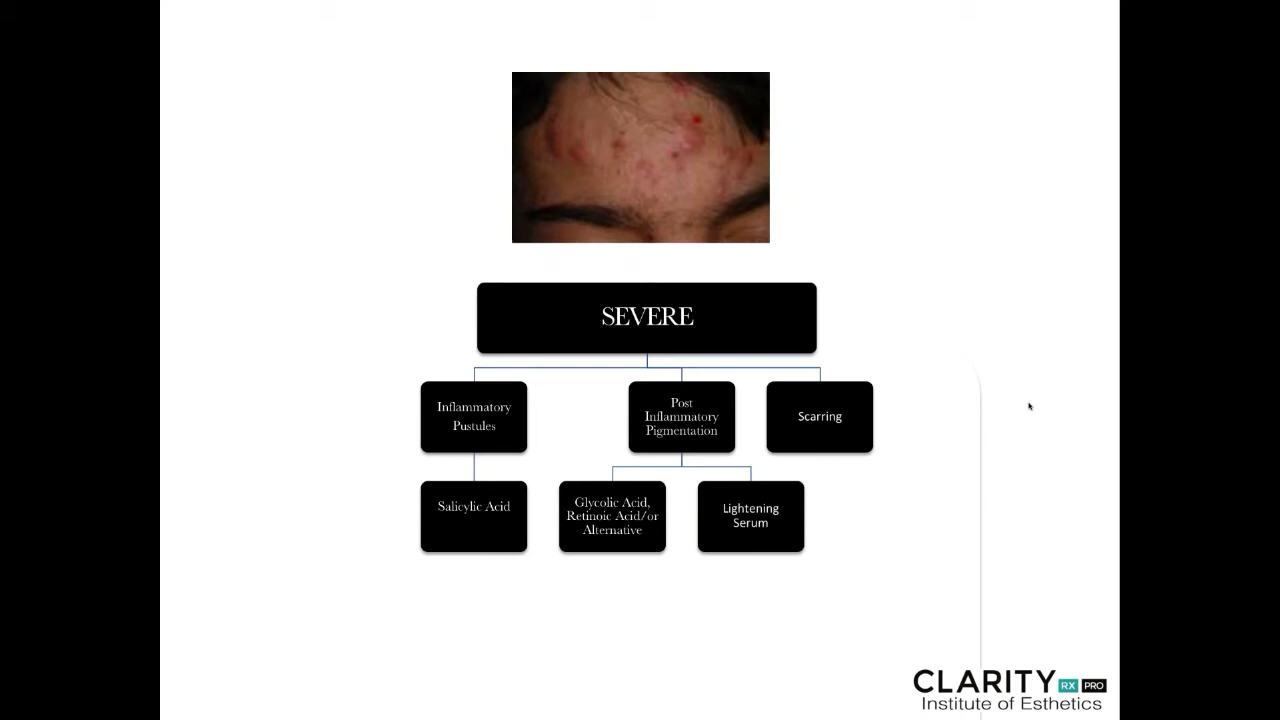 SEVERE
Inflammatory
Pustules
Post
Inflammatory
Pigmentation
Scarring
Salicylic Acid
Glycolic Acid,
Retinoic Acid/or
Alternative
Lightening
Serum
CLARITY RX PRO
Institute of Esthetics